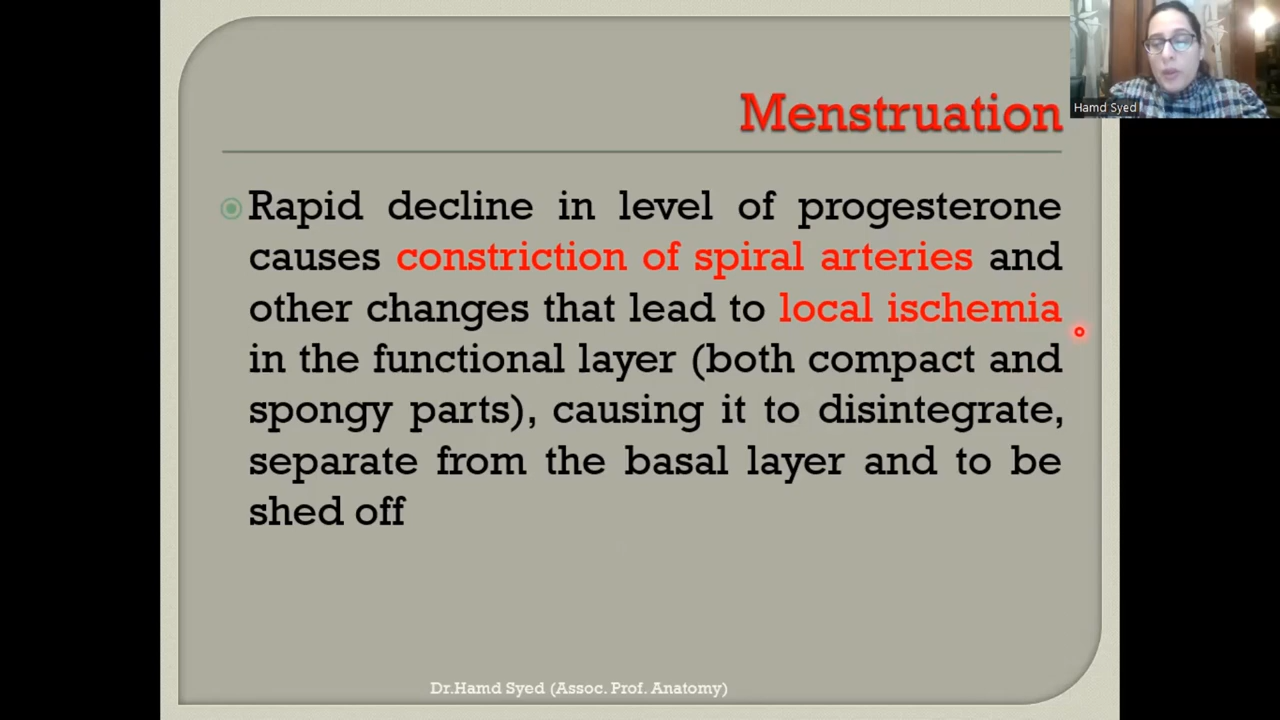 Hamd Syed
Menstruation
Rapid decline in level of progesterone
causes constriction of spiral arteries and
other changes that lead to local ischemia
in the functional layer (both compact and
spongy parts), causing it to disintegrate,
separate from the basal layer and to be
shed off
Dr.Hamd Syed (Assoc. Prof. Anatomy)